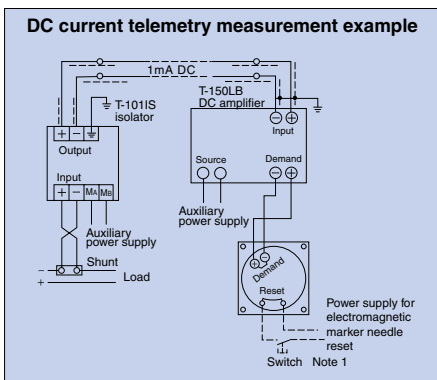 DC current telemetry measurement example
1mA DC
T-101IS
isolator
+ −
Output
Input
+ − MA MB
Auxiliary
power supply
Shunt
−
+
Load
T-150LB
DC amplifier
− +
Input
Source
Demand
− +
Auxiliary
power supply
+ −
Demand
Reset
Power supply for
electromagnetic
marker needle
reset
Switch Note 1